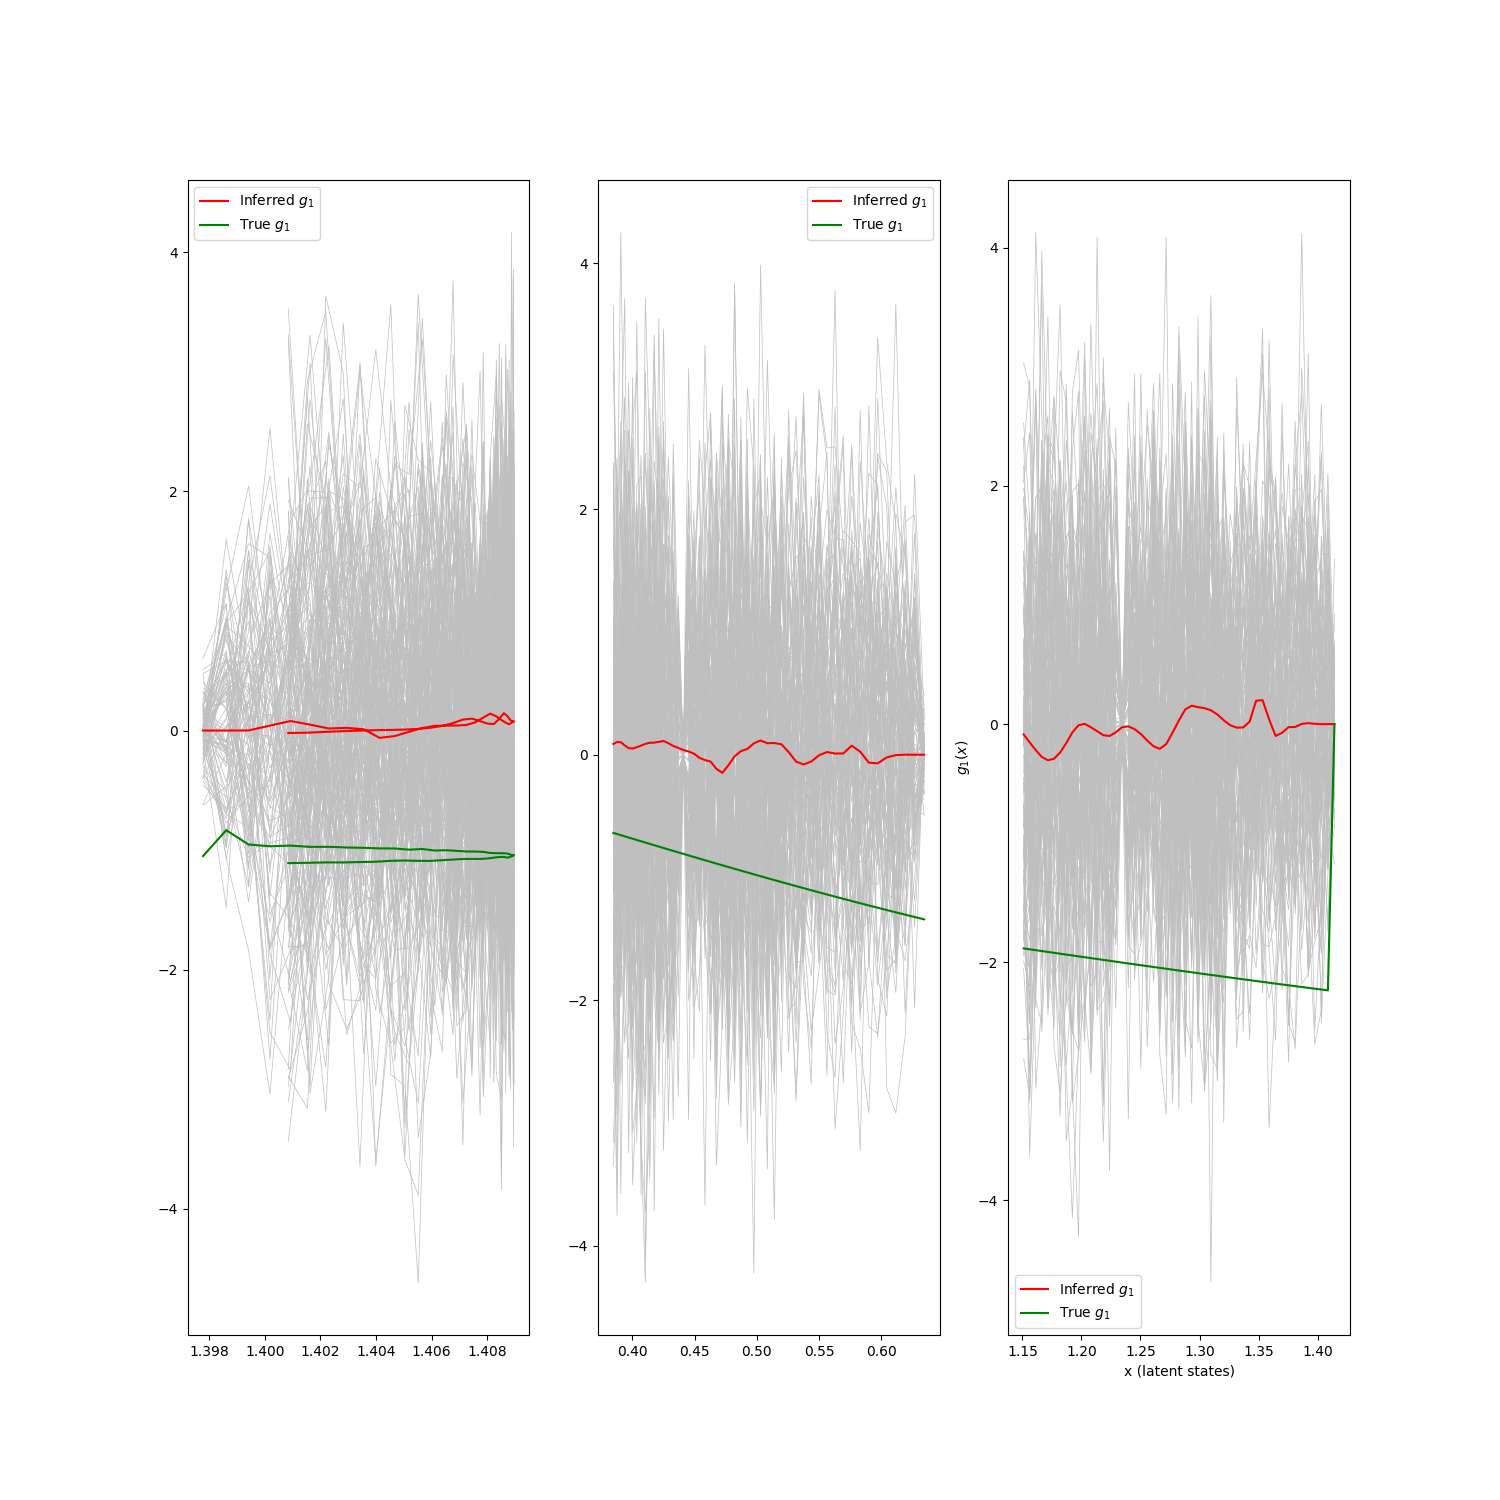 Inferred g₁
True g₁
4
2
0
−2
−4
1.398 1.400 1.402 1.404 1.406 1.408
Inferred g₁
True g₁
4
2
0
−2
−4
0.40 0.45 0.50 0.55 0.60
g₁(x)
4
2
0
−2
−4
Inferred g₁
True g₁
1.15 1.20 1.25 1.30 1.35 1.40
x (latent states)